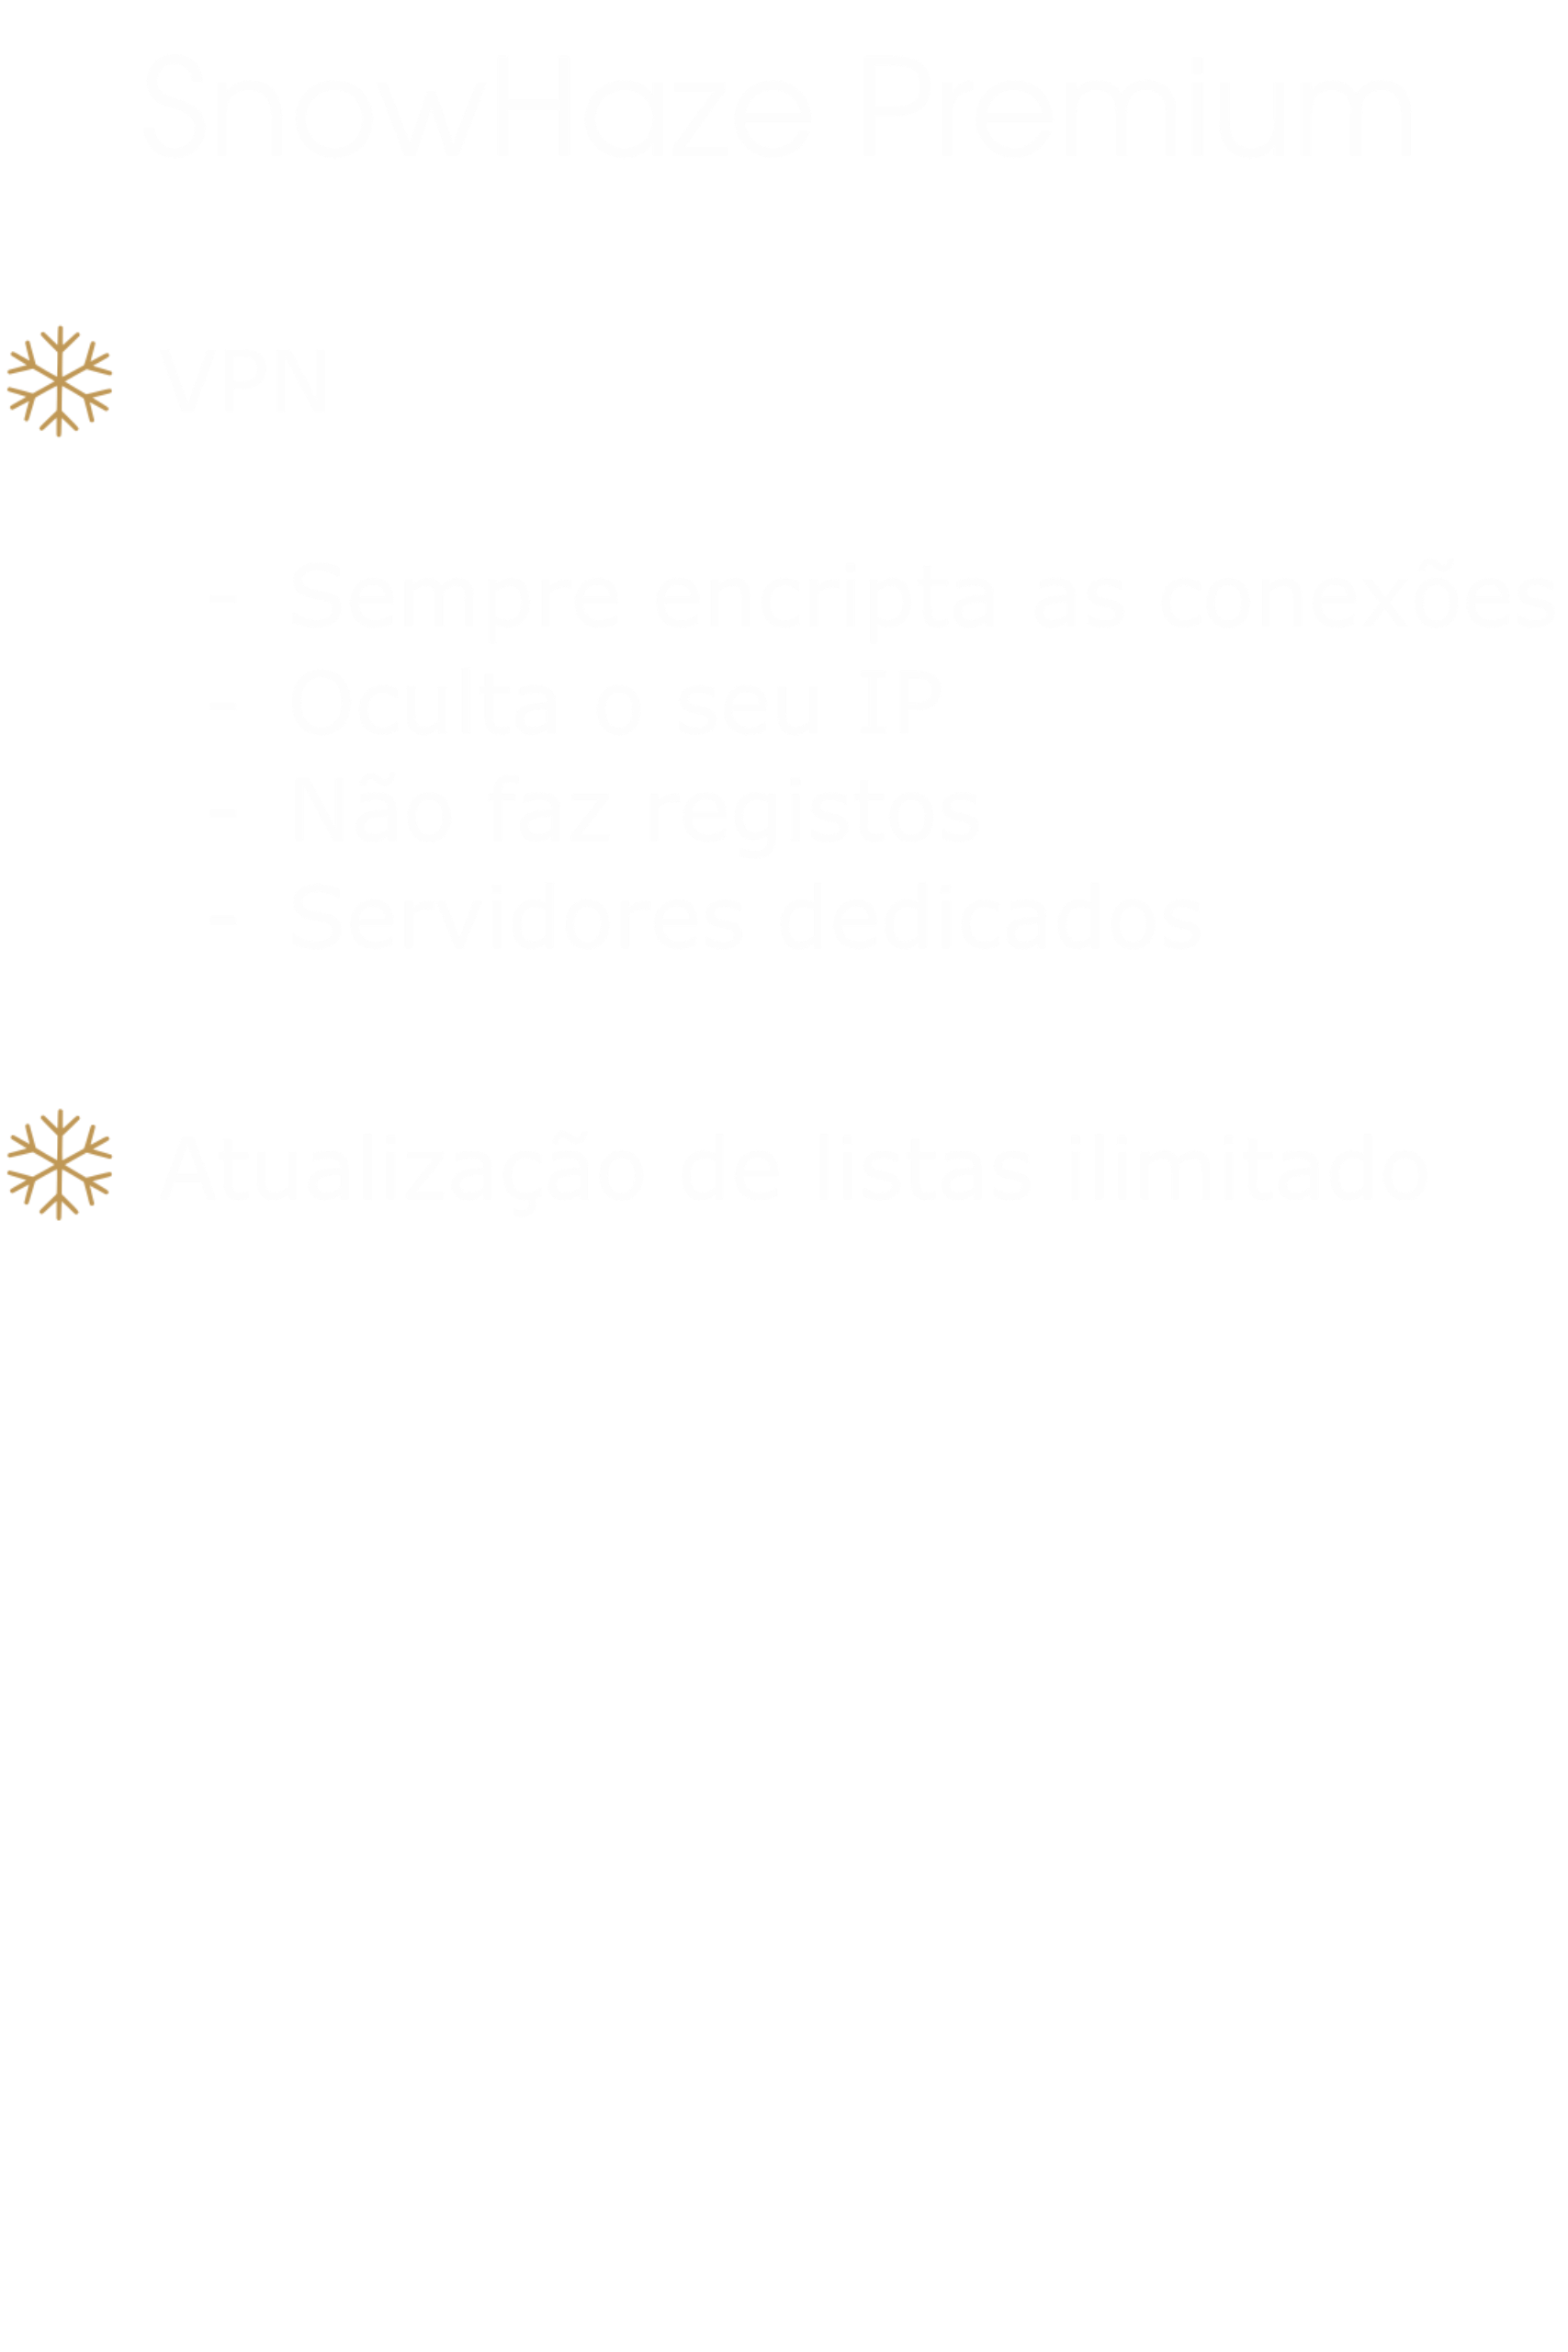 SnowHaze Premium
VPN
- Sempre encripta as conexões
- Oculta o seu IP
- Não faz registos
- Servidores dedicados
Atualização de listas ilimitado